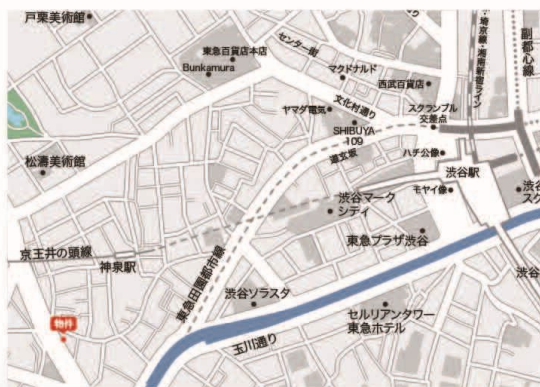 戸栗美術館
東急百貨店本店
Bunkamura
センター街
マクドナルド
西武百貨店
埼京線・湘南新宿ライン
副都心線
ヤマダ電気
文化村通り
スクランブル
交差点
SHIBUYA
109
道玄坂
ハチ公像
松濤美術館
渋谷駅
モヤイ像
渋谷マーク
シティ
東急プラザ渋谷
京王井の頭線
神泉駅
東急田園都市線
渋谷ソラスタ
セルリアンタワー
東急ホテル
物件
玉川通り
渋谷
スク
渋谷